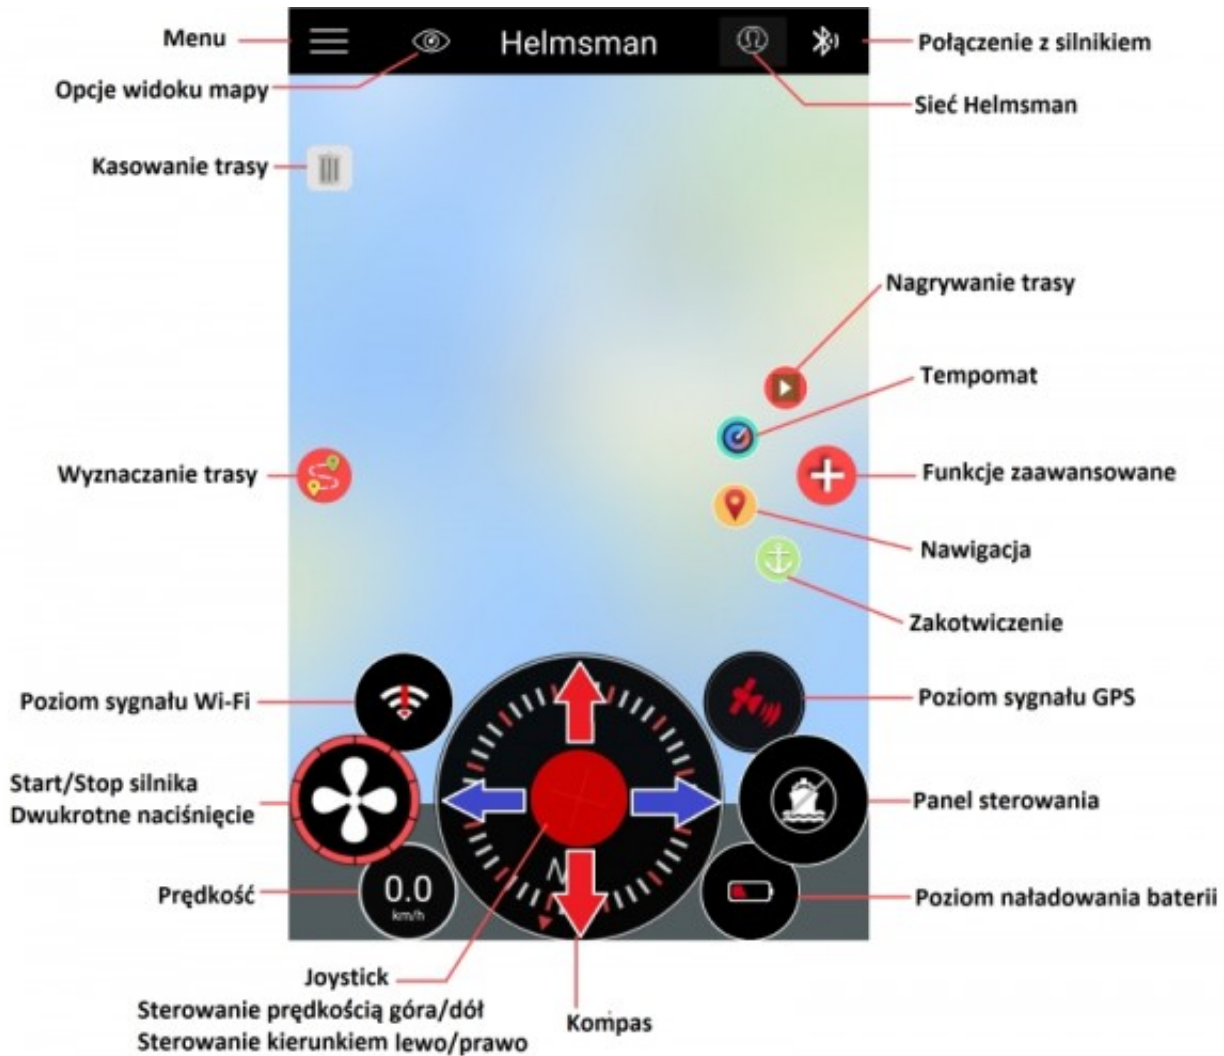 Menu
Helmsman
Połączenie z silnikiem
Opcje widoku mapy
Sieć Helmsman
Kasowanie trasy
Nagrywanie trasy
Tempomat
Wyznaczanie trasy
Funkcje zaawansowane
Nawigacja
Zakotwiczenie
Poziom sygnału Wi-Fi
Poziom sygnału GPS
Start/Stop silnika
Dwukrotne naciśnięcie
Panel sterowania
Prędkość
0.0
km/h
N
Poziom naładowania baterii
Joystick
Sterowanie prędkością góra/dół
Sterowanie kierunkiem lewo/prawo
Kompas